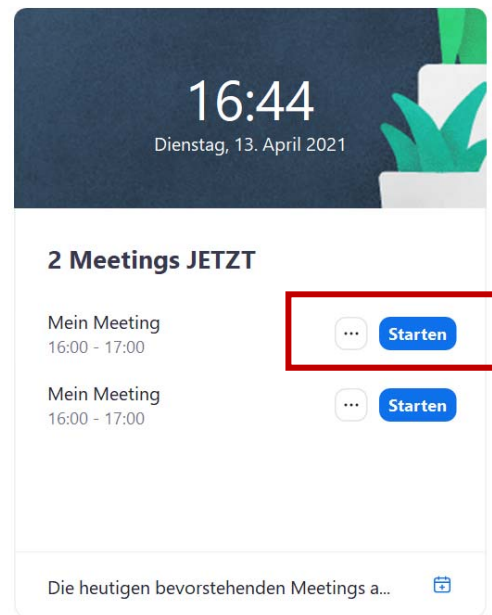 16:44
Dienstag, 13. April 2021
2 Meetings JETZT
Mein Meeting
16:00 - 17:00
... Starten
Mein Meeting
16:00 - 17:00
... Starten
Die heutigen bevorstehenden Meetings a...